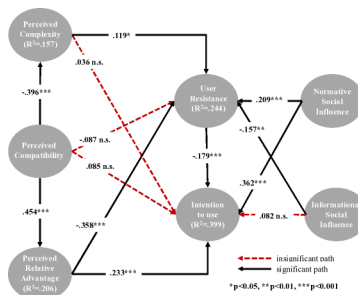 Perceived
Complexity
(R²=.157)
.119*
.036 n.s.
-.396***
User
Resistance
(R²=.244)
.209***
Normative
Social
Influence
-.087 n.s.
-.157**
Perceived
Compatibility
.085 n.s.
-.179***
.362***
.454***
-.358***
Intention
to use
(R²=.399)
.082 n.s.
Informational
Social
Influence
Perceived
Relative
Advantage
(R²=.206)
.233***
insignificant path
significant path
*p<0.05, **p<0.01, ***p<0.001